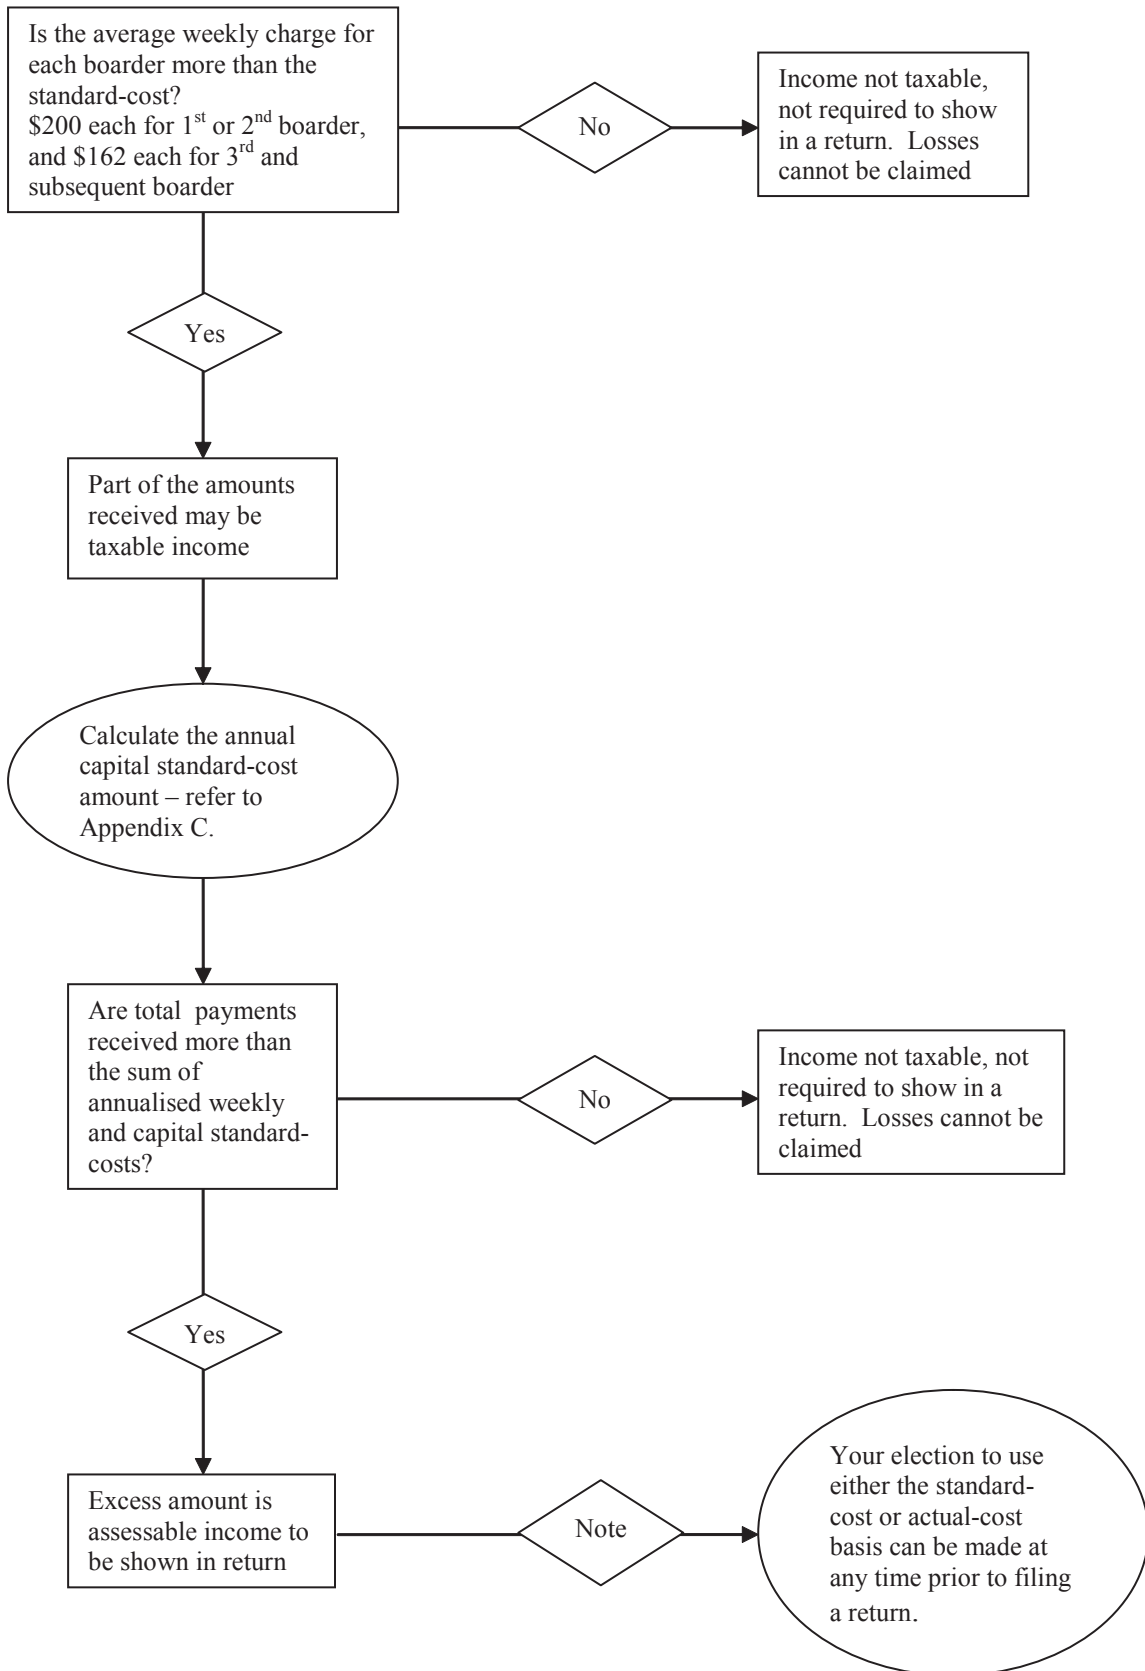 Is the average weekly charge for
each boarder more than the
standard-cost?
$200 each for 1st or 2nd boarder,
and $162 each for 3rd and
subsequent boarder
No
Income not taxable,
not required to show
in a return.  Losses
cannot be claimed
Yes
Part of the amounts
received may be
taxable income
Calculate the annual
capital standard-cost
amount – refer to
Appendix C.
Are total  payments
received more than
the sum of
annualised weekly
and capital standard-
costs?
No
Income not taxable, not
required to show in a
return.  Losses cannot be
claimed
Yes
Excess amount is
assessable income to
be shown in return
Note
Your election to use
either the standard-
cost or actual-cost
basis can be made at
any time prior to filing
a return.